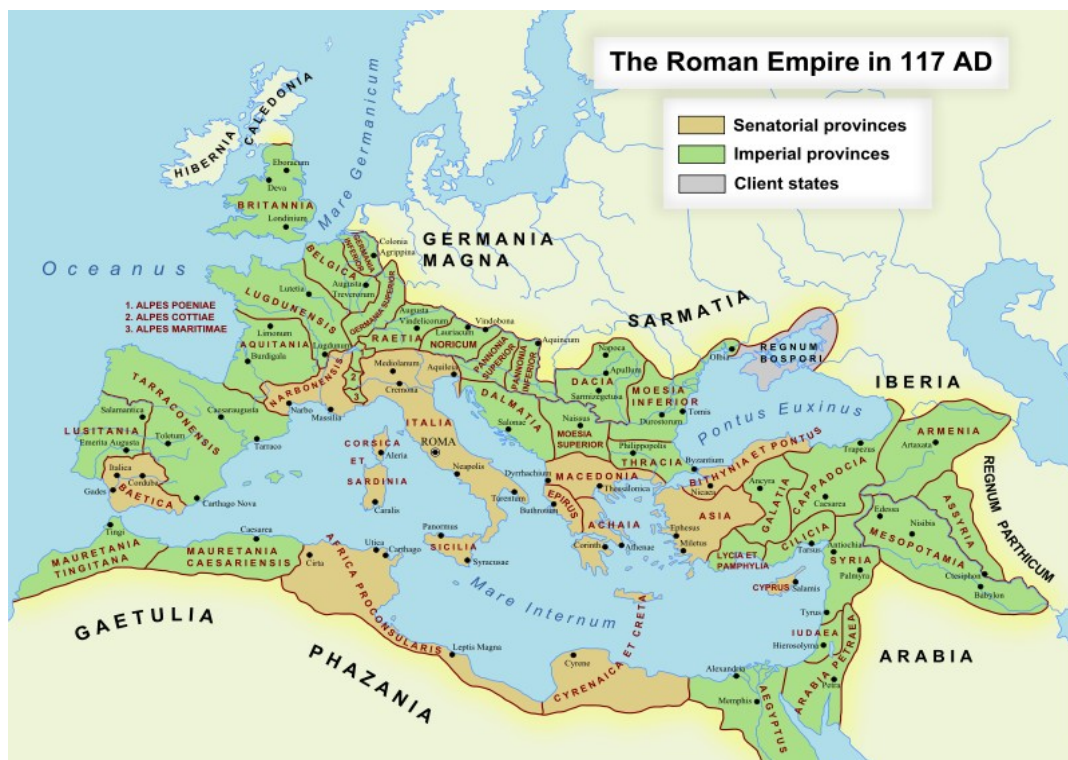 The Roman Empire in 117 AD
Senatorial provinces
Imperial provinces
Client states
HIBERNIA
CALEDONIA
Eboracum
Deva
BRITANNIA
Londinium
Mare Germanicum
Oceanus
GERMANIA
MAGNA
SARMATIA
1. ALPES POENIAE
2. ALPES COTTIAE
3. ALPES MARITIMAE
GERMANIA
INFERIOR
Colonia
Agrippina
BELGICA
Augusta
Treverorum
Lutetia
LUGDUNENSIS
GERMANIA SUPERIOR
Augusta
Vindelicorum
Limonum
AQUITANIA
Burdigala
Lugdunum
RAETIA
Lauriacum
NORICUM
Vindobona
PANNONIA
SUPERIOR
PANNONIA
INFERIOR
Aquincum
Napoca
Apullum
DACIA
Sarmizegetusa
MOESIA
INFERIOR
Olbia
REGNUM
BOSPORI
IBERIA
NARBONENSIS
Narbo
Massilia
1
2
3
Mediolanum
Cremona
Aquileia
ITALIA
ROMA
Neapolis
Tarentum
DALMATIA
Salonae
Naissus
MOESIA
SUPERIOR
Durostorum
Tomis
Pontus Euxinus
TARRACONENSIS
Salamantica
Caesaraugusta
LUSITANIA
Emerita Augusta
Toletum
Tarraco
Italica
Corduba
Gades
BAETICA
Carthago Nova
CORSICA
Aleria
ET
SARDINIA
Caralis
Dyrrhachium
Buthrotum
MACEDONIA
Thessallonica
EPIRUS
ACHAIA
Corinth
Athenae
Philippopolis
THRACIA
Byzantium
BITHYNIA ET PONTUS
Nicaea
Trapezus
ARMENIA
Artaxata
ASIA
Ephesus
Miletus
Ancyra
GALATIA
CAPPADOCIA
Caesarea
CILICIA
Tarsus
LYCIA ET
PAMPHYLIA
CYPRUS
Salamis
Antiochia
SYRIA
Palmyra
Edessa
Nisibis
MESOPOTAMIA
ASSYRIA
Ctesiphon
Babylon
REGNUM PARTHICUM
Tingi
MAURETANIA
TINGITANA
Caesarea
MAURETANIA
CAESARIENSIS
Cirta
Utica
Carthago
AFRICA PROCONSULARIS
Panormus
SICILIA
Syracusae
Mare Internum
Leptis Magna
Cyrene
CYRENAICA ET CRETA
Tyrus
IUDAEA
Hierosolyma
ARABIA PETRAEA
Petra
Alexandria
Memphis
AEGYPTUS
GAETULIA
PHAZANIA
ARABIA